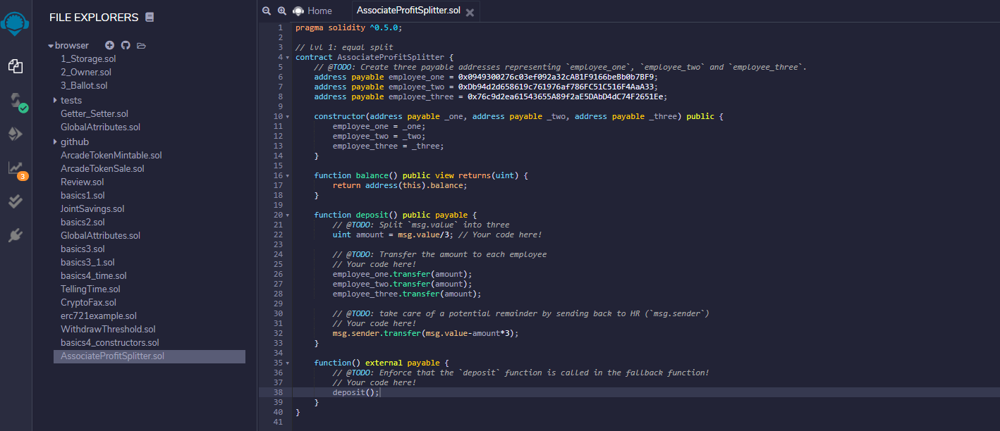 FILE EXPLORERS
browser
1_Storage.sol
2_Owner.sol
3_Ballot.sol
tests
Getter_Setter.sol
GlobalAtrributes.sol
github
ArcadeTokenMintable.sol
ArcadeTokenSale.sol
Review.sol
basics1.sol
JointSavings.sol
basics2.sol
GlobalAttributes.sol
basics3.sol
basics3_1.sol
basics4_time.sol
TellingTime.sol
CryptoFax.sol
erc721example.sol
WithdrawThreshold.sol
basics4_constructors.sol
AssociateProfitSplitter.sol
3
Home
AssociateProfitSplitter.sol
1 pragma solidity ^0.5.0;
2
3 // lvl 1: equal split
4 contract AssociateProfitSplitter {
5     // @TODO: Create three payable addresses representing `employee_one`, `employee_two` and `employee_three`.
6     address payable employee_one = 0x0949300276c03ef092a32cAB1F9166beBb0b7BF9;
7     address payable employee_two = 0xDb94d2d658619c761976af786FC51C516F4AaA33;
8     address payable employee_three = 0x76c9d2ea61543655A89f2aE5DAbD4dC74F2651Ee;
9
10     constructor(address payable _one, address payable _two, address payable _three) public {
11         employee_one = _one;
12         employee_two = _two;
13         employee_three = _three;
14     }
15
16     function balance() public view returns(uint) {
17         return address(this).balance;
18     }
19
20     function deposit() public payable {
21         // @TODO: Split `msg.value` into three
22         uint amount = msg.value/3; // Your code here!
23
24         // @TODO: Transfer the amount to each employee
25         // Your code here!
26         employee_one.transfer(amount);
27         employee_two.transfer(amount);
28         employee_three.transfer(amount);
29
30         // @TODO: take care of a potential remainder by sending back to HR (`msg.sender`)
31         // Your code here!
32         msg.sender.transfer(msg.value-amount*3);
33     }
34
35     function() external payable {
36         // @TODO: Enforce that the `deposit` function is called in the fallback function!
37         // Your code here!
38         deposit();
39     }
40 }
41